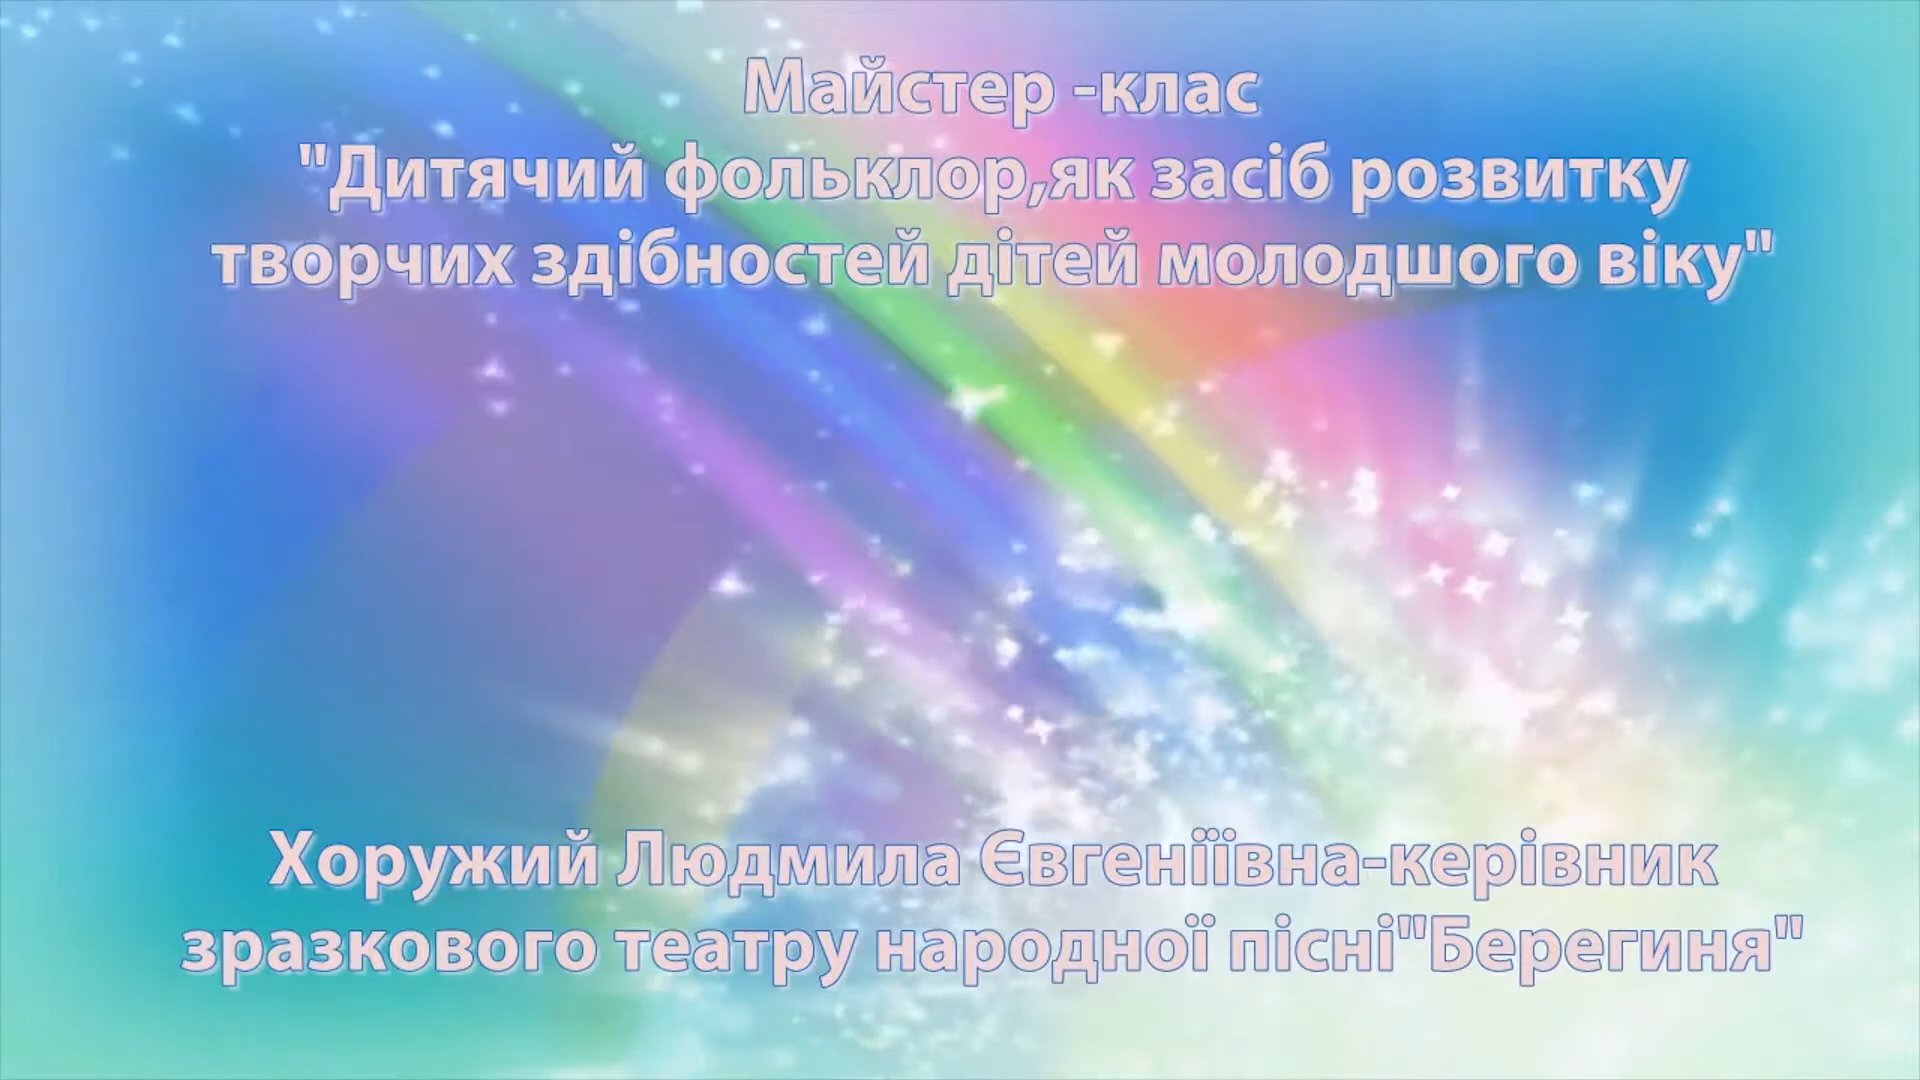 Майстер -клас
"Дитячий фольклор,як засіб розвитку
творчих здібностей дітей молодшого віку"
Хоружий Людмила Євгеніївна-керівник
зразкового театру народної пісні"Берегиня"